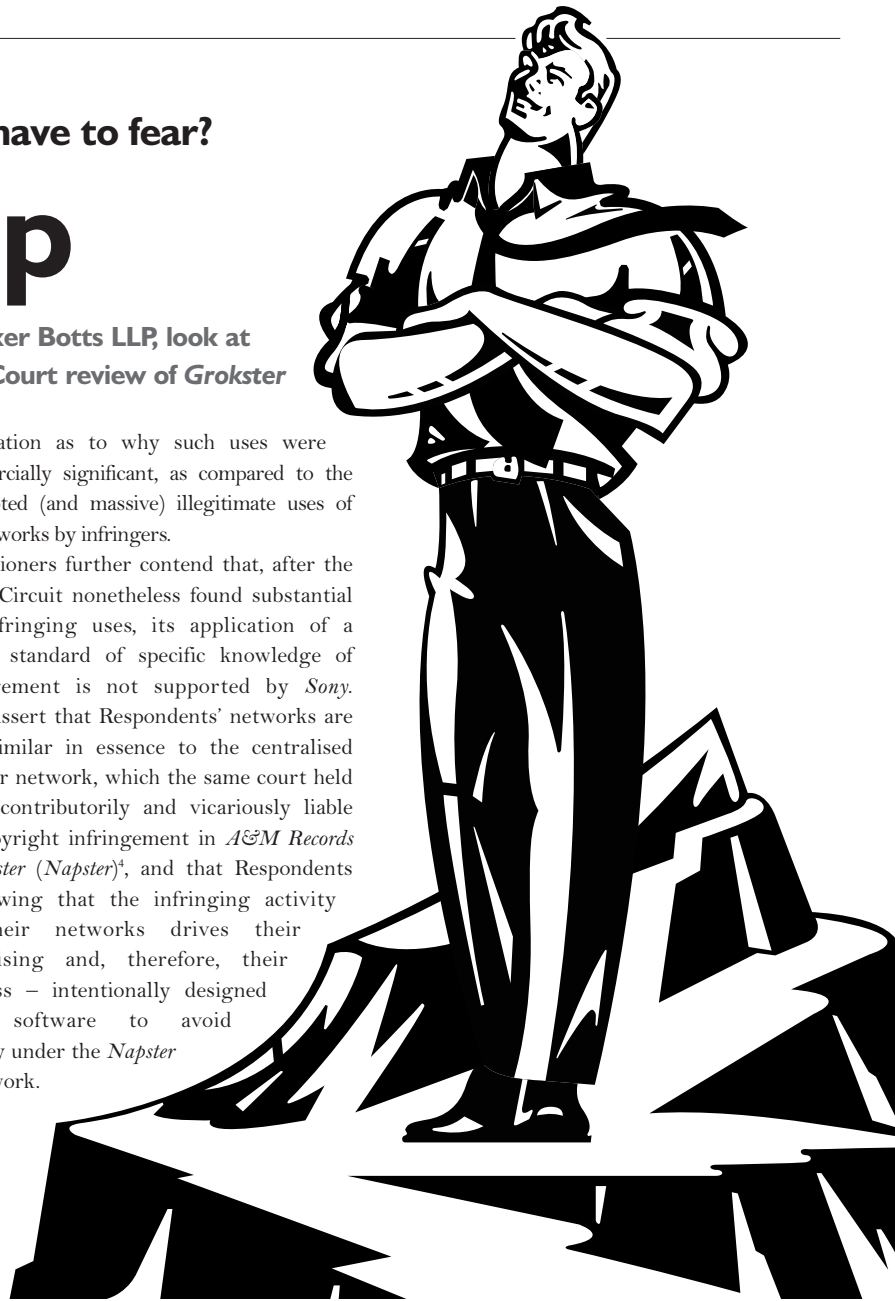 have to fear?
p
ker Botts LLP, look at
Court review of Grokster
ation as to why such uses were
rcially significant, as compared to the
ted (and massive) illegitimate uses of
works by infringers.
ioners further contend that, after the
Circuit nonetheless found substantial
fringing uses, its application of a
standard of specific knowledge of
ement is not supported by Sony.
ssert that Respondents' networks are
imilar in essence to the centralised
r network, which the same court held
contributorily and vicariously liable
pyright infringement in A&M Records
ster (Napster)4, and that Respondents
wing that the infringing activity
heir networks drives their
ising and, therefore, their
ss – intentionally designed
software to avoid
y under the Napster
work.